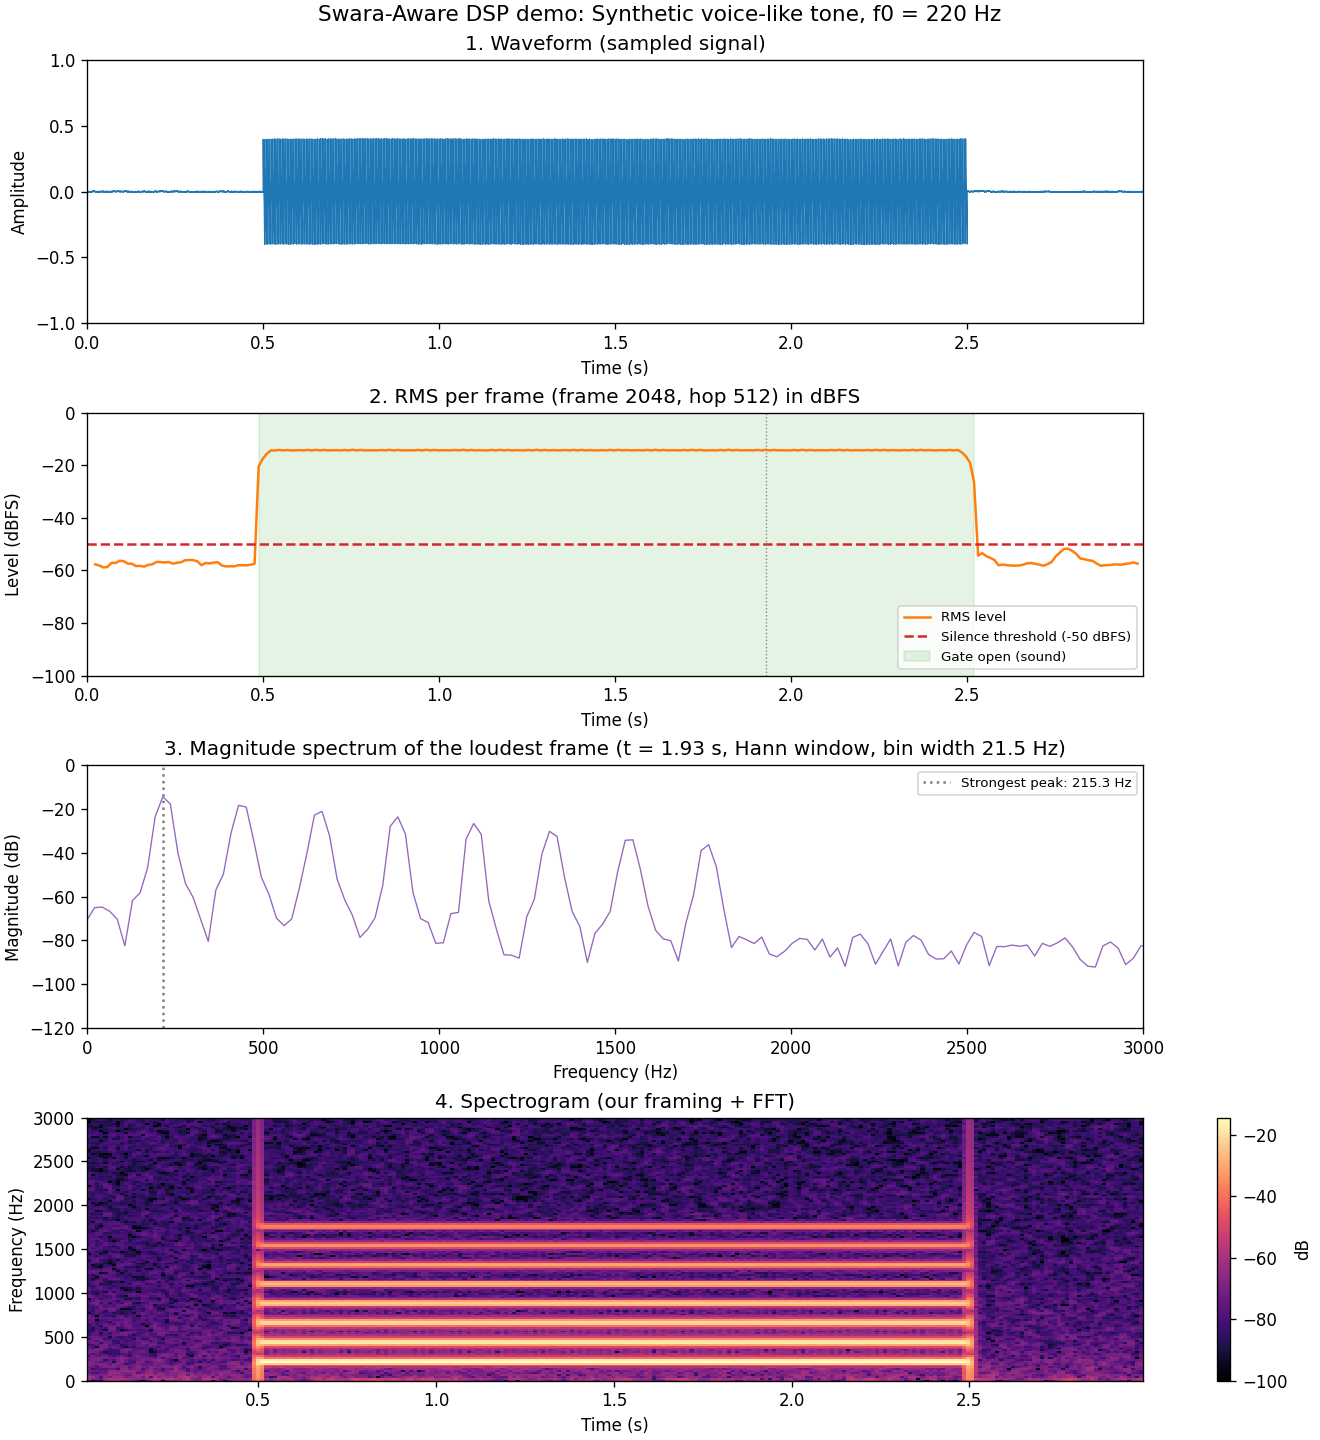 Swara-Aware DSP demo: Synthetic voice-like tone, f0 = 220 Hz
1. Waveform (sampled signal)
1.0
0.5
0.0
−0.5
−1.0
Amplitude
0.0 0.5 1.0 1.5 2.0 2.5
Time (s)
2. RMS per frame (frame 2048, hop 512) in dBFS
0
−20
−40
−60
−80
−100
Level (dBFS)
RMS level
Silence threshold (-50 dBFS)
Gate open (sound)
0.0 0.5 1.0 1.5 2.0 2.5
Time (s)
3. Magnitude spectrum of the loudest frame (t = 1.93 s, Hann window, bin width 21.5 Hz)
0
−20
−40
−60
−80
−100
−120
Magnitude (dB)
Strongest peak: 215.3 Hz
0 500 1000 1500 2000 2500 3000
Frequency (Hz)
4. Spectrogram (our framing + FFT)
3000
2500
2000
1500
1000
500
0
Frequency (Hz)
0.5 1.0 1.5 2.0 2.5
Time (s)
−20
−40
−60
−80
−100
dB